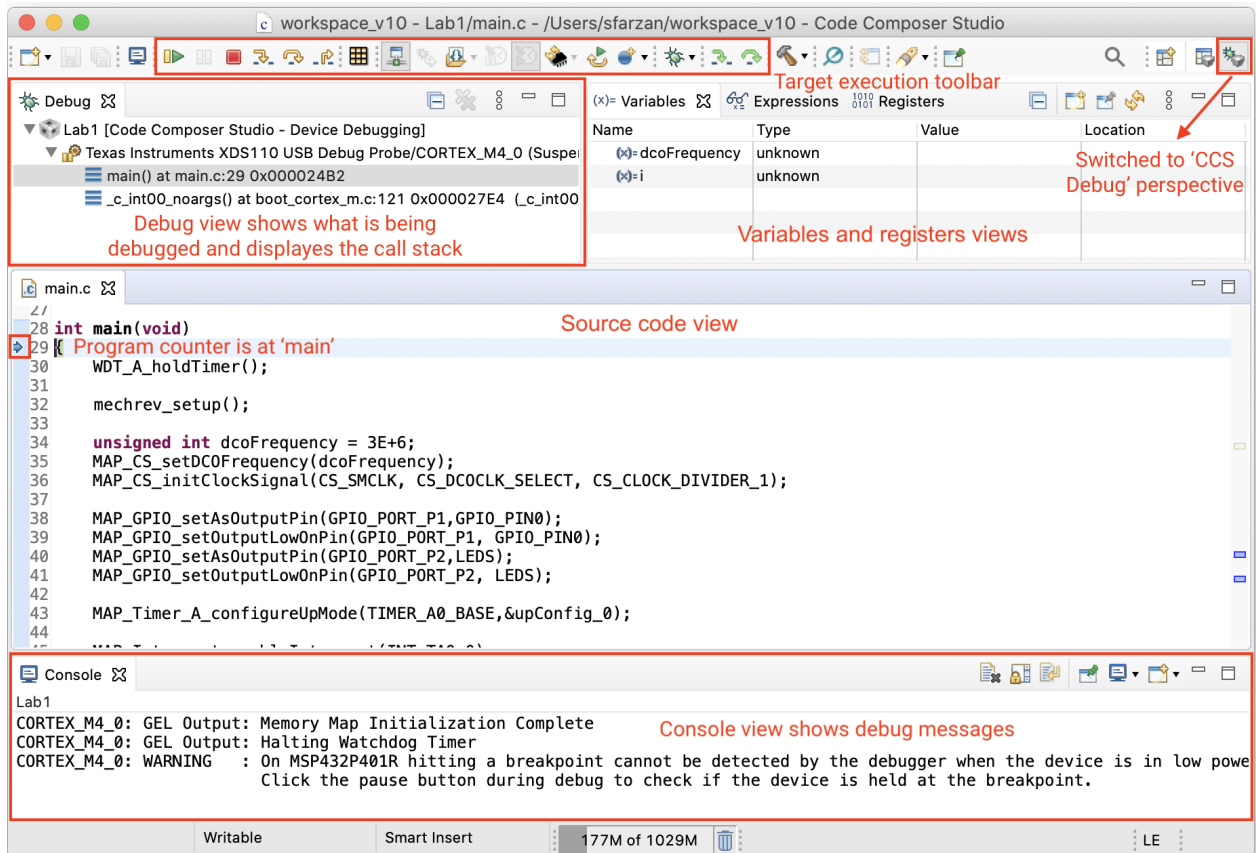 workspace_v10 - Lab1/main.c - /Users/sfarzan/workspace_v10 - Code Composer Studio
Target execution toolbar
Debug
Lab1 [Code Composer Studio - Device Debugging]
Texas Instruments XDS110 USB Debug Probe/CORTEX_M4_0 (Suspe
main() at main.c:29 0x000024B2
_c_int00_noargs() at boot_cortex_m.c:121 0x000027E4 (_c_int00
Debug view shows what is being
debugged and displayes the call stack
(x)= Variables Expressions 1010 0101 Registers
Name Type Value Location
(x)= dcoFrequency unknown
(x)= i unknown
Switched to ‘CCS
Debug’ perspective
Variables and registers views
main.c
27
28 int main(void)
Source code view
29 { Program counter is at ‘main’
30 WDT_A_holdTimer();
31
32 mechrev_setup();
33
34 unsigned int dcoFrequency = 3E+6;
35 MAP_CS_setDCOFrequency(dcoFrequency);
36 MAP_CS_initClockSignal(CS_SMCLK, CS_DCOCLK_SELECT, CS_CLOCK_DIVIDER_1);
37
38 MAP_GPIO_setAsOutputPin(GPIO_PORT_P1,GPIO_PIN0);
39 MAP_GPIO_setOutputLowOnPin(GPIO_PORT_P1, GPIO_PIN0);
40 MAP_GPIO_setAsOutputPin(GPIO_PORT_P2,LEDS);
41 MAP_GPIO_setOutputLowOnPin(GPIO_PORT_P2, LEDS);
42
43 MAP_Timer_A_configureUpMode(TIMER_A0_BASE,&upConfig_0);
44
Console
Lab1
CORTEX_M4_0: GEL Output: Memory Map Initialization Complete
Console view shows debug messages
CORTEX_M4_0: GEL Output: Halting Watchdog Timer
CORTEX_M4_0: WARNING : On MSP432P401R hitting a breakpoint cannot be detected by the debugger when the device is in low powe
Click the pause button during debug to check if the device is held at the breakpoint.
Writable Smart Insert 177M of 1029M LE